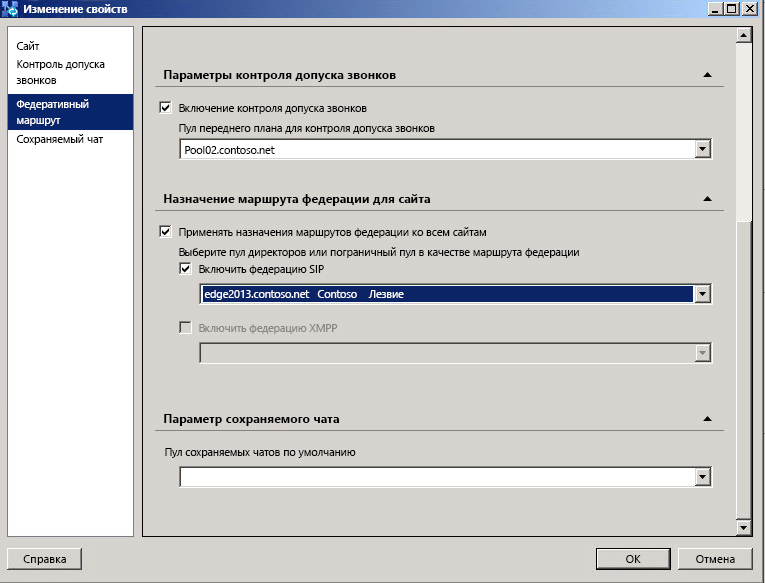 Изменение свойств
Сайт
Контроль допуска
звонков
Федеративный
маршрут
Сохраняемый чат
Параметры контроля допуска звонков
Включение контроля допуска звонков
Пул переднего плана для контроля допуска звонков
Pool02.contoso.net
Назначение маршрута федерации для сайта
Применять назначения маршрутов федерации ко всем сайтам
Выберите пул директоров или пограничный пул в качестве маршрута федерации
Включить федерацию SIP
edge2013.contoso.net Contoso Лезвие
Включить федерацию XMPP
Параметр сохраняемого чата
Пул сохраняемых чатов по умолчанию
Справка
OK
Отмена